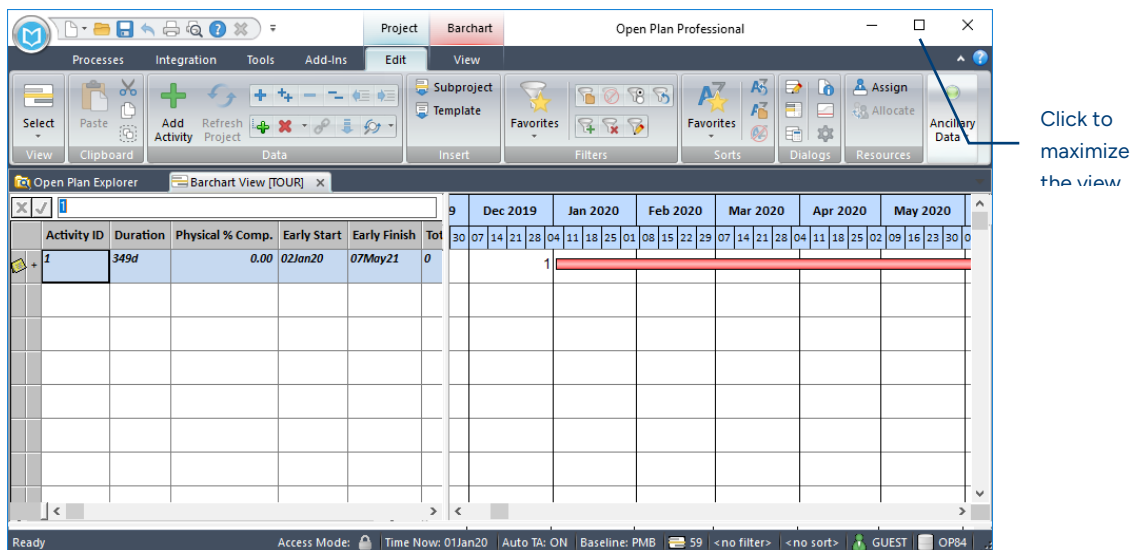 Project Barchart Open Plan Professional
Processes Integration Tools Add-Ins Edit View
Select
Paste
Add Activity
Refresh Project
Subproject
Template
Favorites
Favorites
Assign
Allocate
Ancillary Data
View Clipboard Data Insert Filters Sorts Dialogs Resources
Click to
maximize
the view
Open Plan Explorer Barchart View [TOUR]
1
9 Dec 2019 Jan 2020 Feb 2020 Mar 2020 Apr 2020 May 2020
Activity ID Duration Physical % Comp. Early Start Early Finish Tot
30 07 14 21 28 04 11 18 25 01 08 15 22 29 07 14 21 28 04 11 18 25 02 09 16 23 30 0
1 349d 0.00 02Jan20 07May21 0 1
Ready Access Mode: Time Now: 01Jan20 Auto TA: ON Baseline: PMB 59 <no filter> <no sort> GUEST OP84